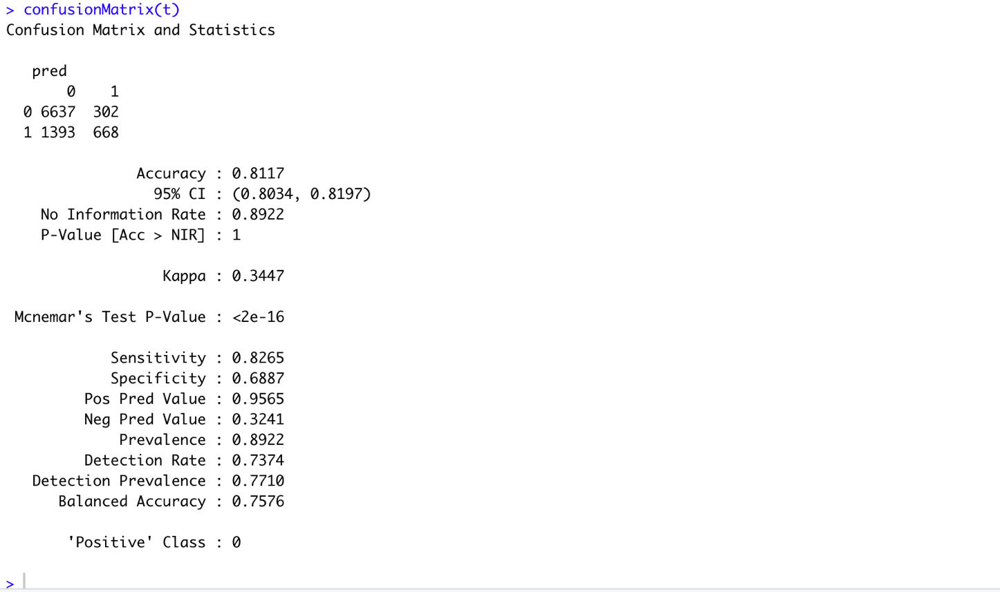 > confusionMatrix(t)
Confusion Matrix and Statistics
pred
0 1
0 6637 302
1 1393 668
Accuracy : 0.8117
95% CI : (0.8034, 0.8197)
No Information Rate : 0.8922
P-Value [Acc > NIR] : 1
Kappa : 0.3447
Mcnemar's Test P-Value : <2e-16
Sensitivity : 0.8265
Specificity : 0.6887
Pos Pred Value : 0.9565
Neg Pred Value : 0.3241
Prevalence : 0.8922
Detection Rate : 0.7374
Detection Prevalence : 0.7710
Balanced Accuracy : 0.7576
'Positive' Class : 0
>